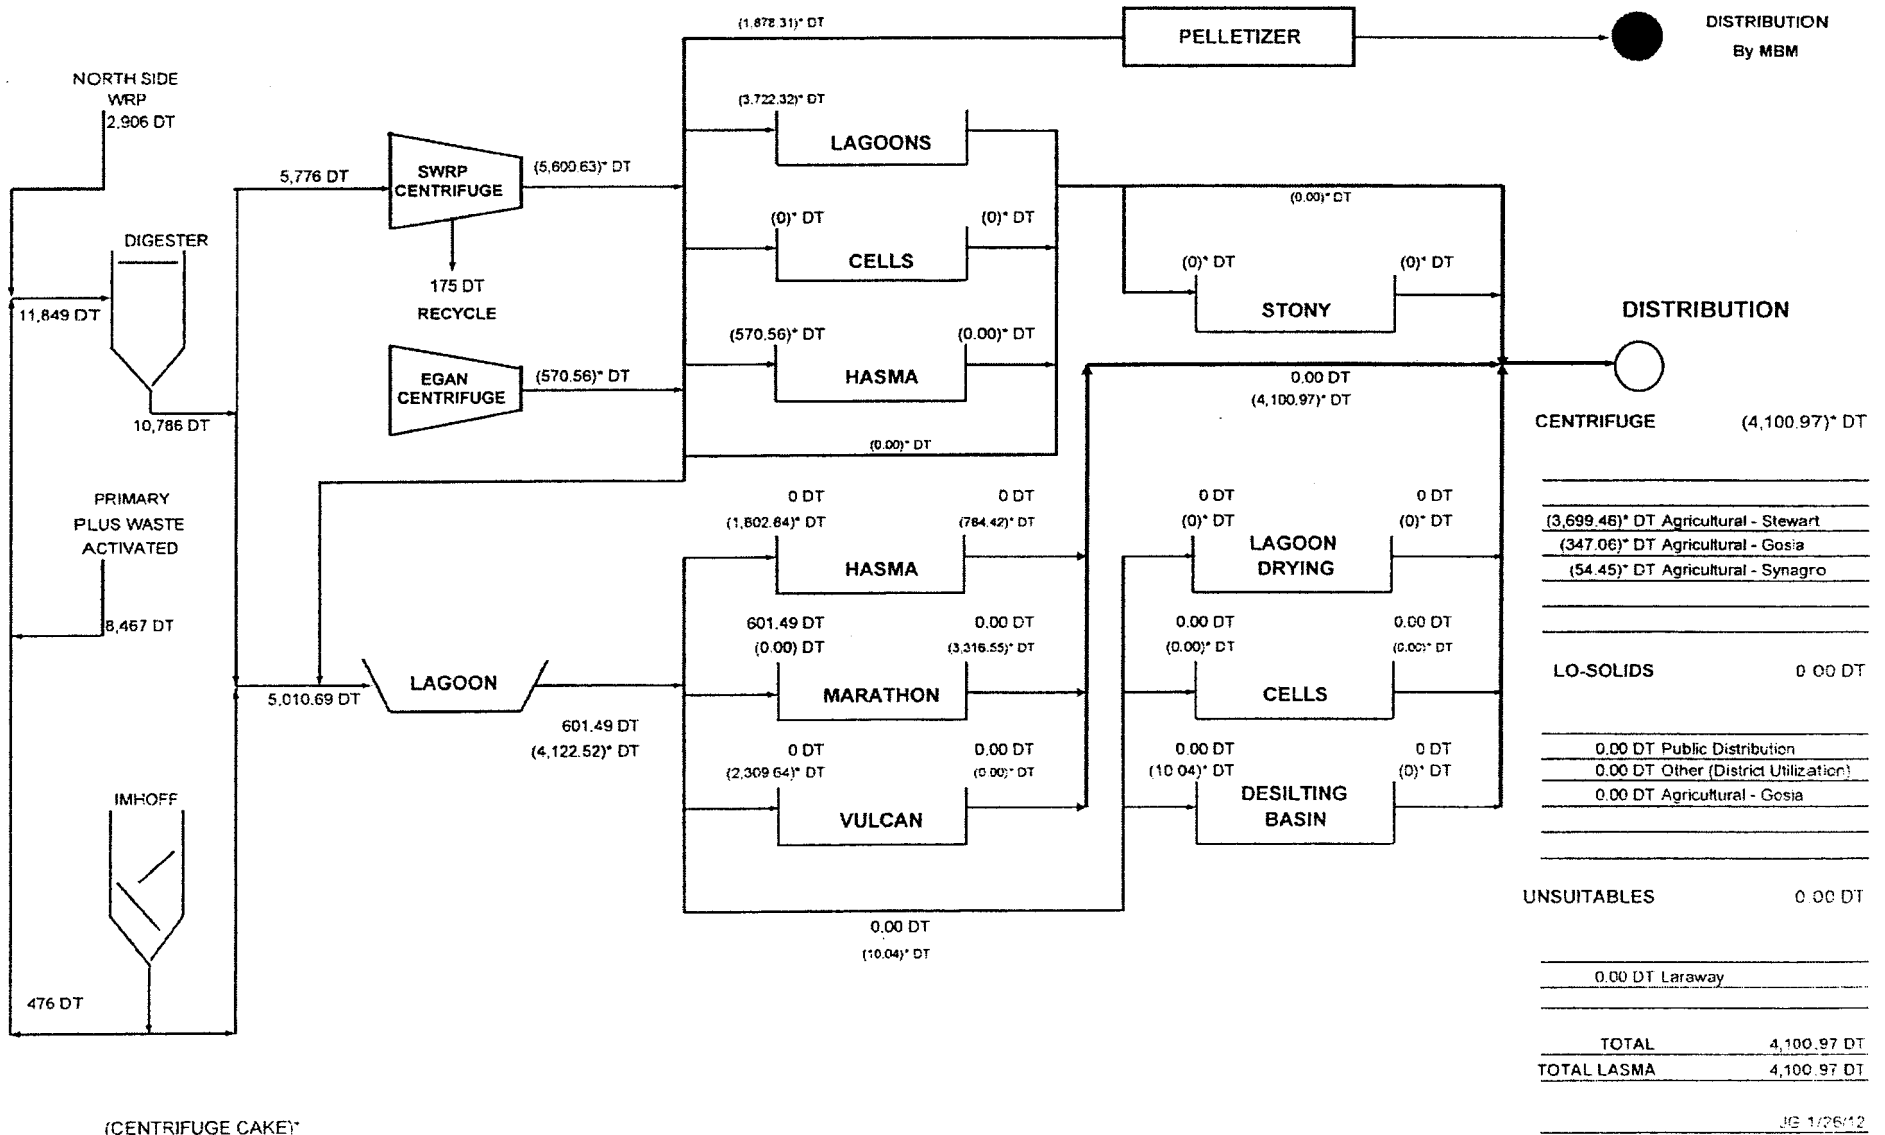 (1,878.31)* DT
PELLETIZER
DISTRIBUTION
By MBM
NORTH SIDE
WRP
2,906 DT
(3,722.32)* DT
LAGOONS
5,776 DT
SWRP
CENTRIFUGE
(5,600.63)* DT
(0.00)* DT
DIGESTER
(0)* DT
(0)* DT
CELLS
(0)* DT
(0)* DT
STONY
175 DT
RECYCLE
11,849 DT
DISTRIBUTION
(570.56)* DT
(0.00)* DT
HASMA
EGAN
CENTRIFUGE
(570.56)* DT
0.00 DT
(4,100.97)* DT
10,786 DT
CENTRIFUGE (4,100.97)* DT
(0.00)* DT
PRIMARY
PLUS WASTE
ACTIVATED
0 DT 0 DT
(1,802.84)* DT (784.42)* DT
HASMA
0 DT 0 DT
(0)* DT (0)* DT
LAGOON
DRYING
(3,699.46)* DT Agricultural - Stewart
(347.06)* DT Agricultural - Gosia
(54.45)* DT Agricultural - Synagro
8,467 DT
601.49 DT 0.00 DT
(0.00) DT (3,316.55)* DT
MARATHON
0.00 DT 0.00 DT
(0.00)* DT (0.00)* DT
CELLS
LO-SOLIDS 0.00 DT
LAGOON
5,010.69 DT
601.49 DT
(4,122.52)* DT
0 DT 0.00 DT
(2,309.64)* DT (0.00)* DT
VULCAN
0.00 DT 0 DT
(10.04)* DT (0)* DT
DESILTING
BASIN
0.00 DT Public Distribution
0.00 DT Other (District Utilization)
0.00 DT Agricultural - Gosia
IMHOFF
UNSUITABLES 0.00 DT
0.00 DT
(10.04)* DT
0.00 DT Laraway
476 DT
TOTAL 4,100.97 DT
TOTAL LASMA 4,100.97 DT
(CENTRIFUGE CAKE)*
JG 1/26/12